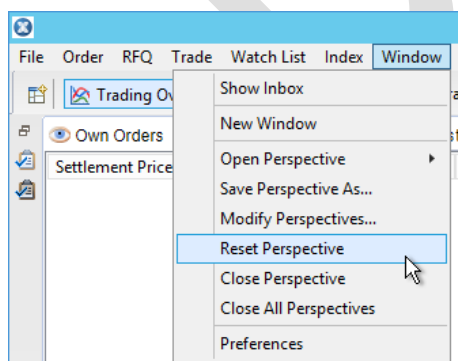 File Order RFQ Trade Watch List Index Window
Trading Ov
Show Inbox
Own Orders
New Window
Settlement Price
Open Perspective
Save Perspective As...
Modify Perspectives...
Reset Perspective
Close Perspective
Close All Perspectives
Preferences